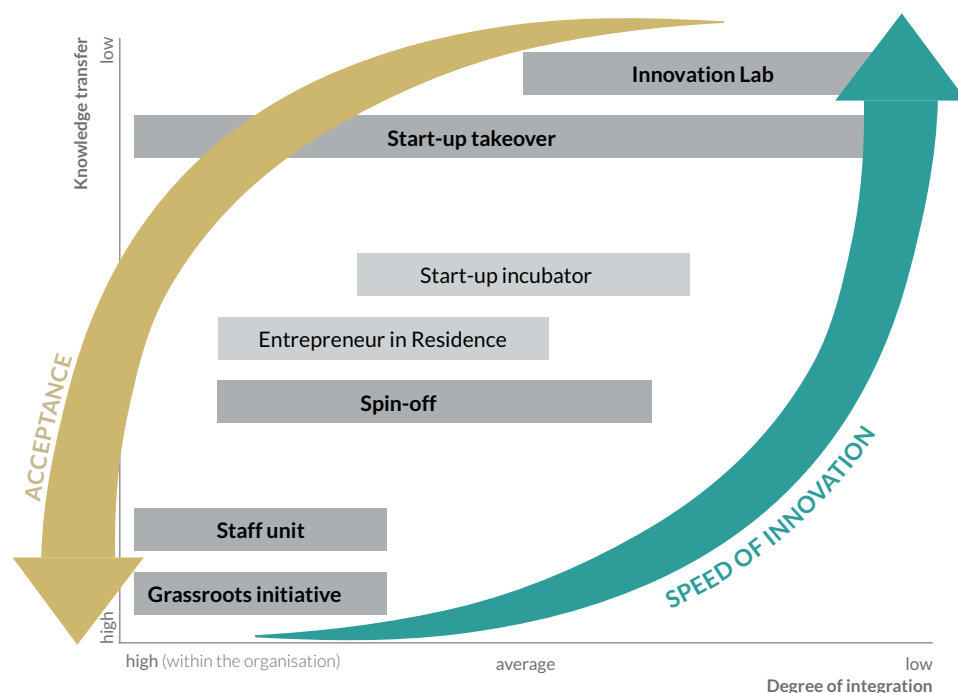 Knowledge transfer
low
Innovation Lab
Start-up takeover
Start-up incubator
Entrepreneur in Residence
Spin-off
ACCEPTANCE
SPEED OF INNOVATION
Staff unit
Grassroots initiative
high
high (within the organisation)
average
low
Degree of integration